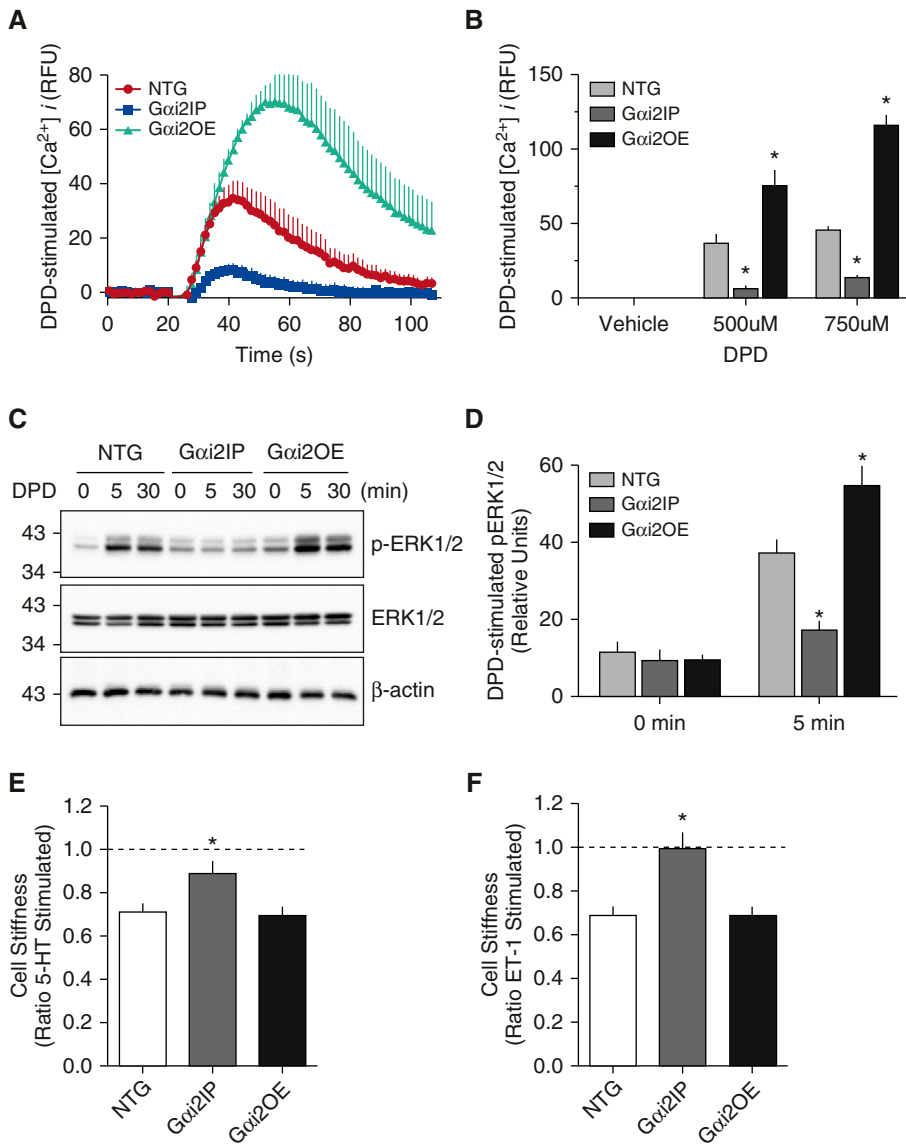 A
DPD-stimulated [Ca²⁺] i (RFU)
80
60
40
20
0
NTG
Gαi2IP
Gαi2OE
0 20 40 60 80 100
Time (s)
B
DPD-stimulated [Ca²⁺] i (RFU)
150
100
50
0
NTG
Gαi2IP
Gαi2OE
* * * *
Vehicle 500uM 750uM
DPD
C
NTG Gαi2IP Gαi2OE
DPD 0 5 30 0 5 30 0 5 30 (min)
43
34
p-ERK1/2
43
34
ERK1/2
43
β-actin
D
DPD-stimulated pERK1/2
(Relative Units)
60
40
20
0
NTG
Gαi2IP
Gαi2OE
* *
0 min 5 min
E
Cell Stiffness
(Ratio 5-HT Stimulated)
1.2
1.0
0.8
0.6
0.4
0.2
0.0
*
NTG Gαi2IP Gαi2OE
F
Cell Stiffness
(Ratio ET-1 Stimulated)
1.2
1.0
0.8
0.6
0.4
0.2
0.0
*
NTG Gαi2IP Gαi2OE